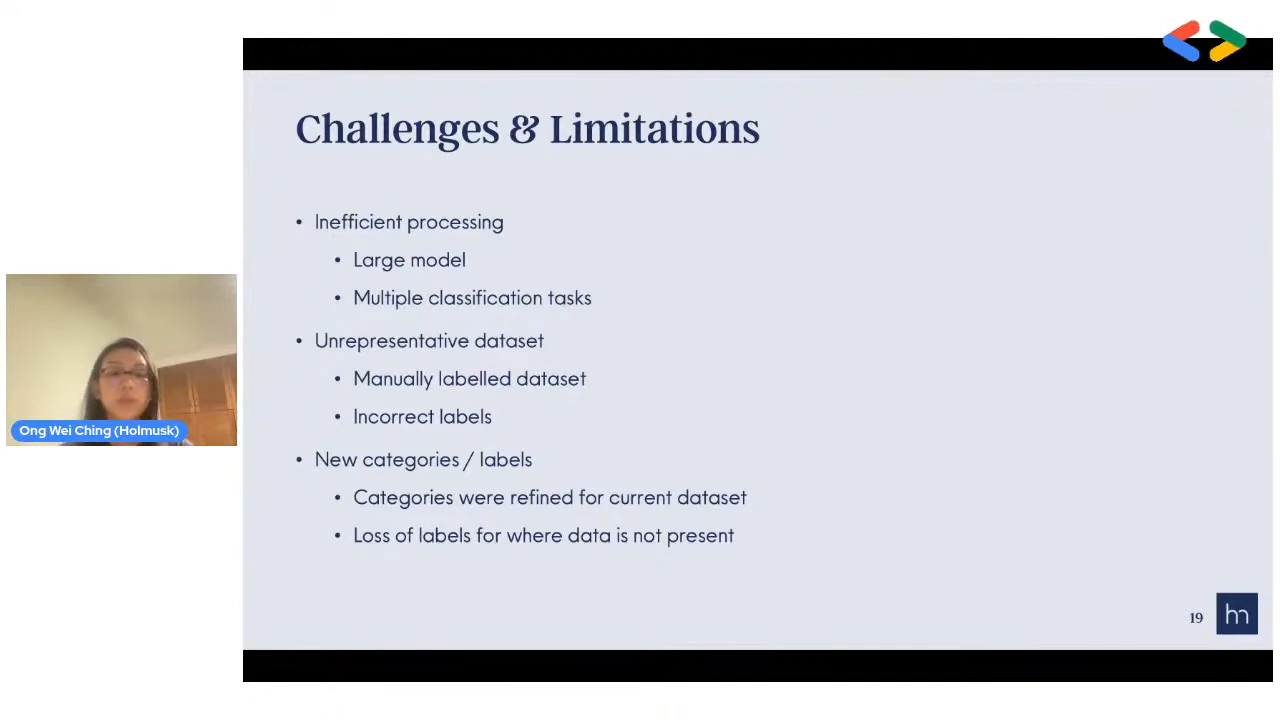 Challenges & Limitations
• Inefficient processing
• Large model
• Multiple classification tasks
• Unrepresentative dataset
• Manually labelled dataset
• Incorrect labels
• New categories / labels
• Categories were refined for current dataset
• Loss of labels for where data is not present
Ong Wei Ching (Holmusk)
19
hm